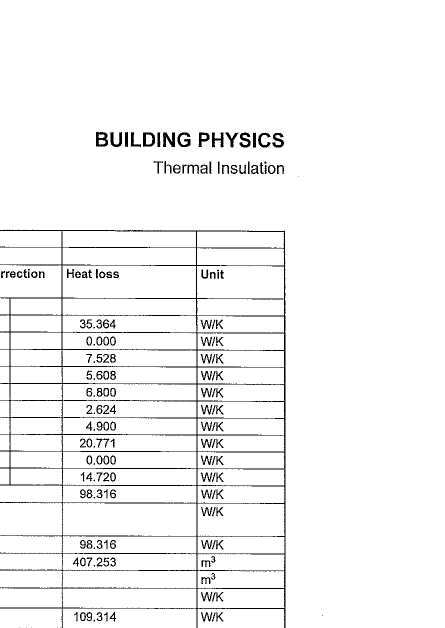 BUILDING PHYSICS
Thermal Insulation
rrection Heat loss Unit
35.364 W/K
0.000 W/K
7.528 W/K
5.608 W/K
6.800 W/K
2.624 W/K
4.900 W/K
20.771 W/K
0.000 W/K
14.720 W/K
98.316 W/K
W/K
98.316 W/K
407.253 m³
m³
W/K
109.314 W/K